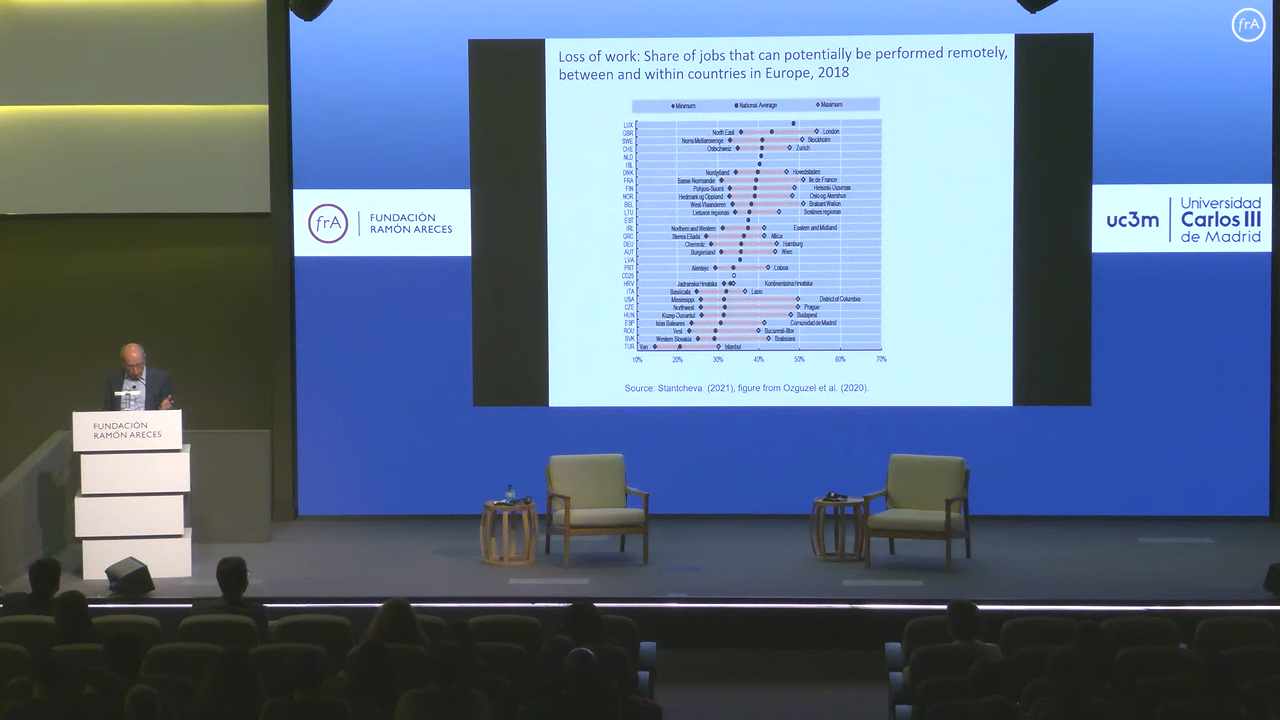 frA
Loss of work: Share of jobs that can potentially be performed remotely,
between and within countries in Europe, 2018
Minimum National Average Maximum
LUX
GBR North East London
SWE Norra Mellansverige Stockholm
CHE Ostschweiz Zurich
NLD
ISL
DNK Nordjylland Hovedstaden
FRA Basse-Normandie Ile de France
FIN Pohjois-Suomi Helsinki-Uusimaa
NOR Hedmark og Oppland Oslo og Akershus
BEL West-Vlaanderen Brabant Wallon
LTU Lietuvos regionas Sostines regionas
EST
IRL Northern and Western Eastern and Midland
GRC Sterea Ellada Attica
DEU Chemnitz Hamburg
AUT Burgenland Wien
LVA
PRT Alentejo Lisboa
HRV Jadranska Hrvatska Kontinentalna Hrvatska
ITA Basilicata Lazio
USA Mississippi District of Columbia
CZE Northwest Prague
HUN Budapest
ESP Islas Baleares Comunidad de Madrid
ROU Vest Bucuresti-Ilfov
SVK Western Slovakia Bratislava
TUR Van Istanbul
10% 20% 30% 40% 50% 60% 70%
Source: Stantcheva (2021), figure from Ozguzel et al. (2020).
frA FUNDACIÓN
RAMÓN ARECES
uc3m Universidad
Carlos III
de Madrid
FUNDACIÓN
RAMÓN ARECES